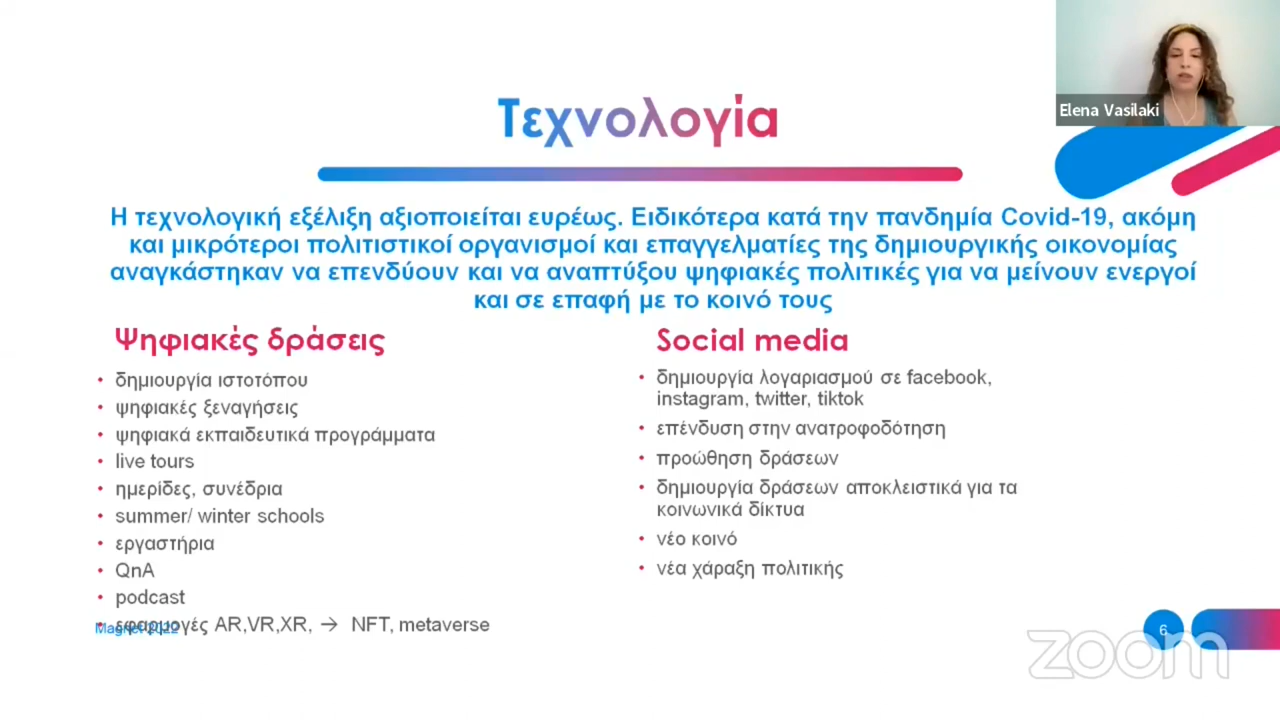 Τεχνολογία
Elena Vasilaki
Η τεχνολογική εξέλιξη αξιοποιείται ευρέως. Ειδικότερα κατά την πανδημία Covid-19, ακόμη
και μικρότεροι πολιτιστικοί οργανισμοί και επαγγελματίες της δημιουργικής οικονομίας
αναγκάστηκαν να επενδύουν και να αναπτύξου ψηφιακές πολιτικές για να μείνουν ενεργοί
και σε επαφή με το κοινό τους
Ψηφιακές δράσεις
• δημιουργία ιστοτόπου
• ψηφιακές ξεναγήσεις
• ψηφιακά εκπαιδευτικά προγράμματα
• live tours
• ημερίδες, συνέδρια
• summer/ winter schools
• εργαστήρια
• QnA
• podcast
• εφαρμογές AR,VR,XR, → NFT, metaverse
Social media
• δημιουργία λογαριασμού σε facebook,
instagram, twitter, tiktok
• επένδυση στην ανατροφοδότηση
• προώθηση δράσεων
• δημιουργία δράσεων αποκλειστικά για τα
κοινωνικά δίκτυα
• νέο κοινό
• νέα χάραξη πολιτικής
Magnet 2022
6
zoom